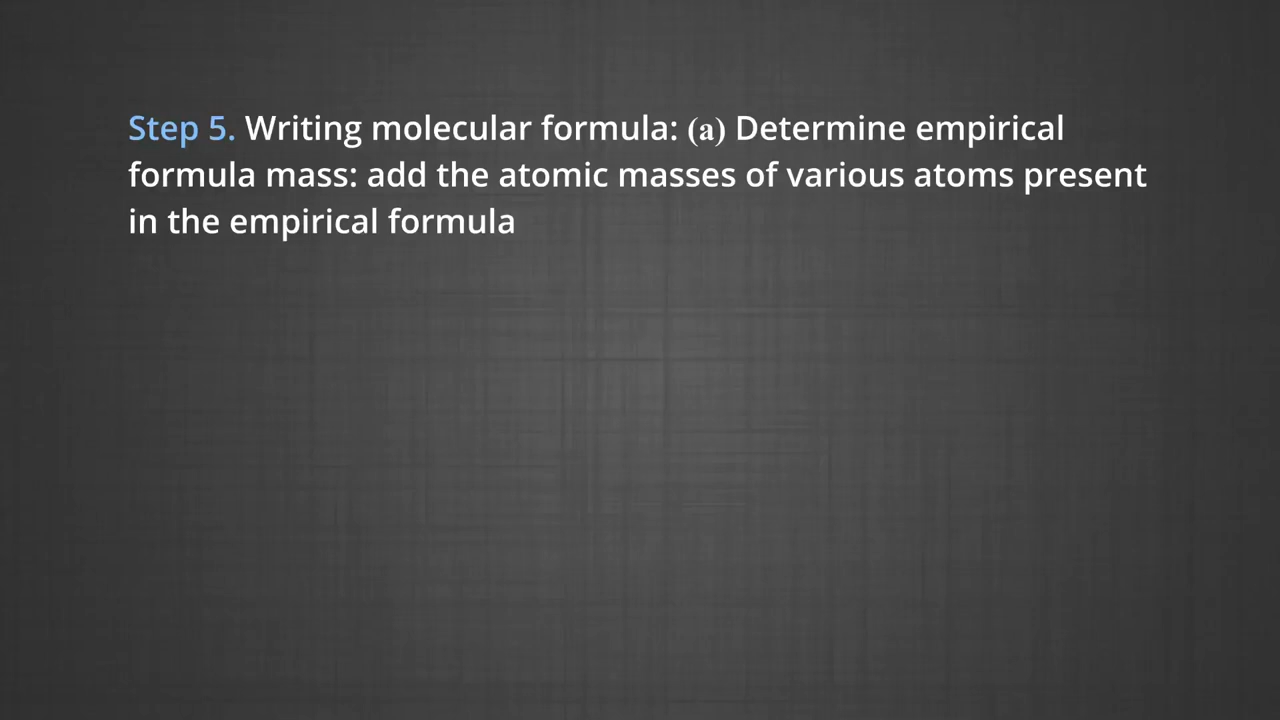 Step 5. Writing molecular formula: (a) Determine empirical
formula mass: add the atomic masses of various atoms present
in the empirical formula